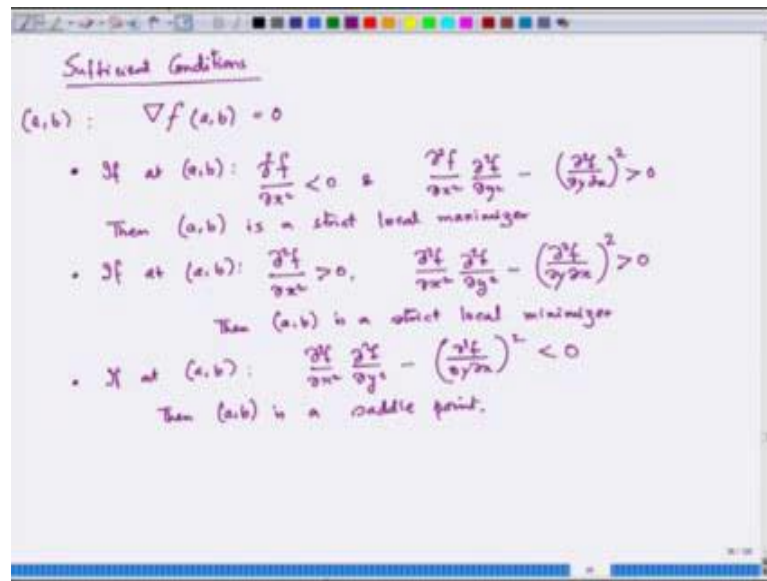 Sufficient Conditions
(a,b) : ∇f(a,b) = 0
• If at (a,b): ∂²f/∂x² < 0 & ∂²f/∂x² ∂²f/∂y² − (∂²f/∂y∂x)² > 0
Then (a,b) is a strict local maximizer
• If at (a,b): ∂²f/∂x² > 0, ∂²f/∂x² ∂²f/∂y² − (∂²f/∂y∂x)² > 0
Then (a,b) is a strict local minimizer
• If at (a,b): ∂²f/∂x² ∂²f/∂y² − (∂²f/∂y∂x)² < 0
Then (a,b) is a saddle point.